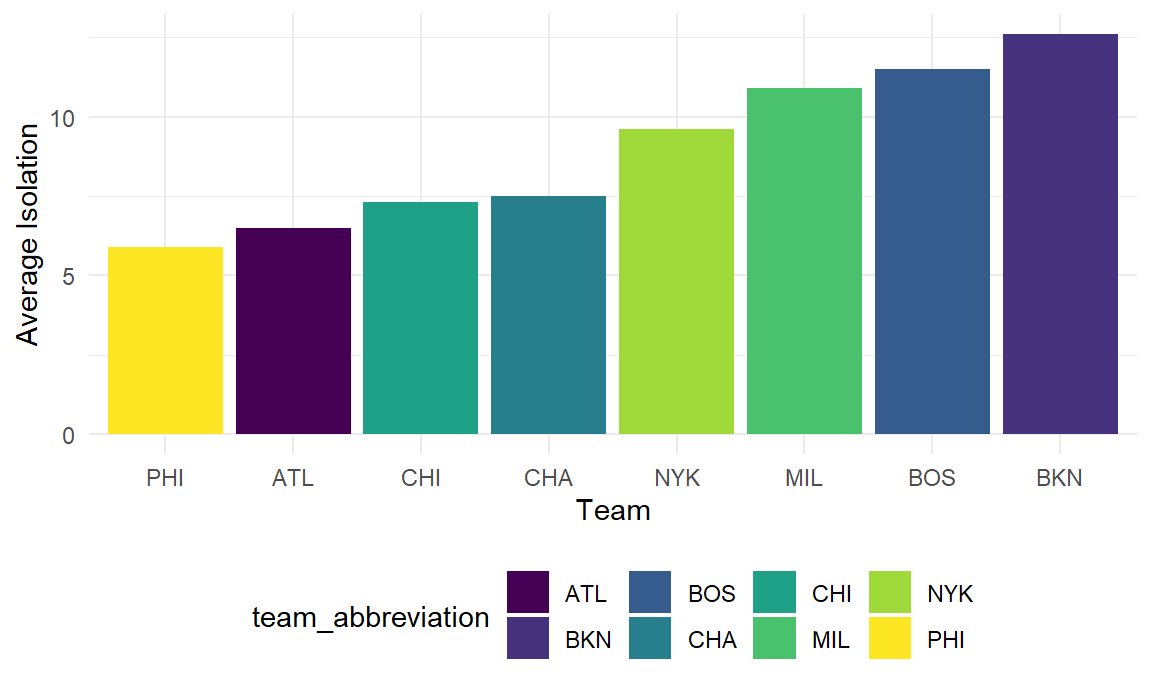 Average Isolation
10
5
0
PHI ATL CHI CHA NYK MIL BOS BKN
Team
team_abbreviation
ATL BOS CHI NYK
BKN CHA MIL PHI